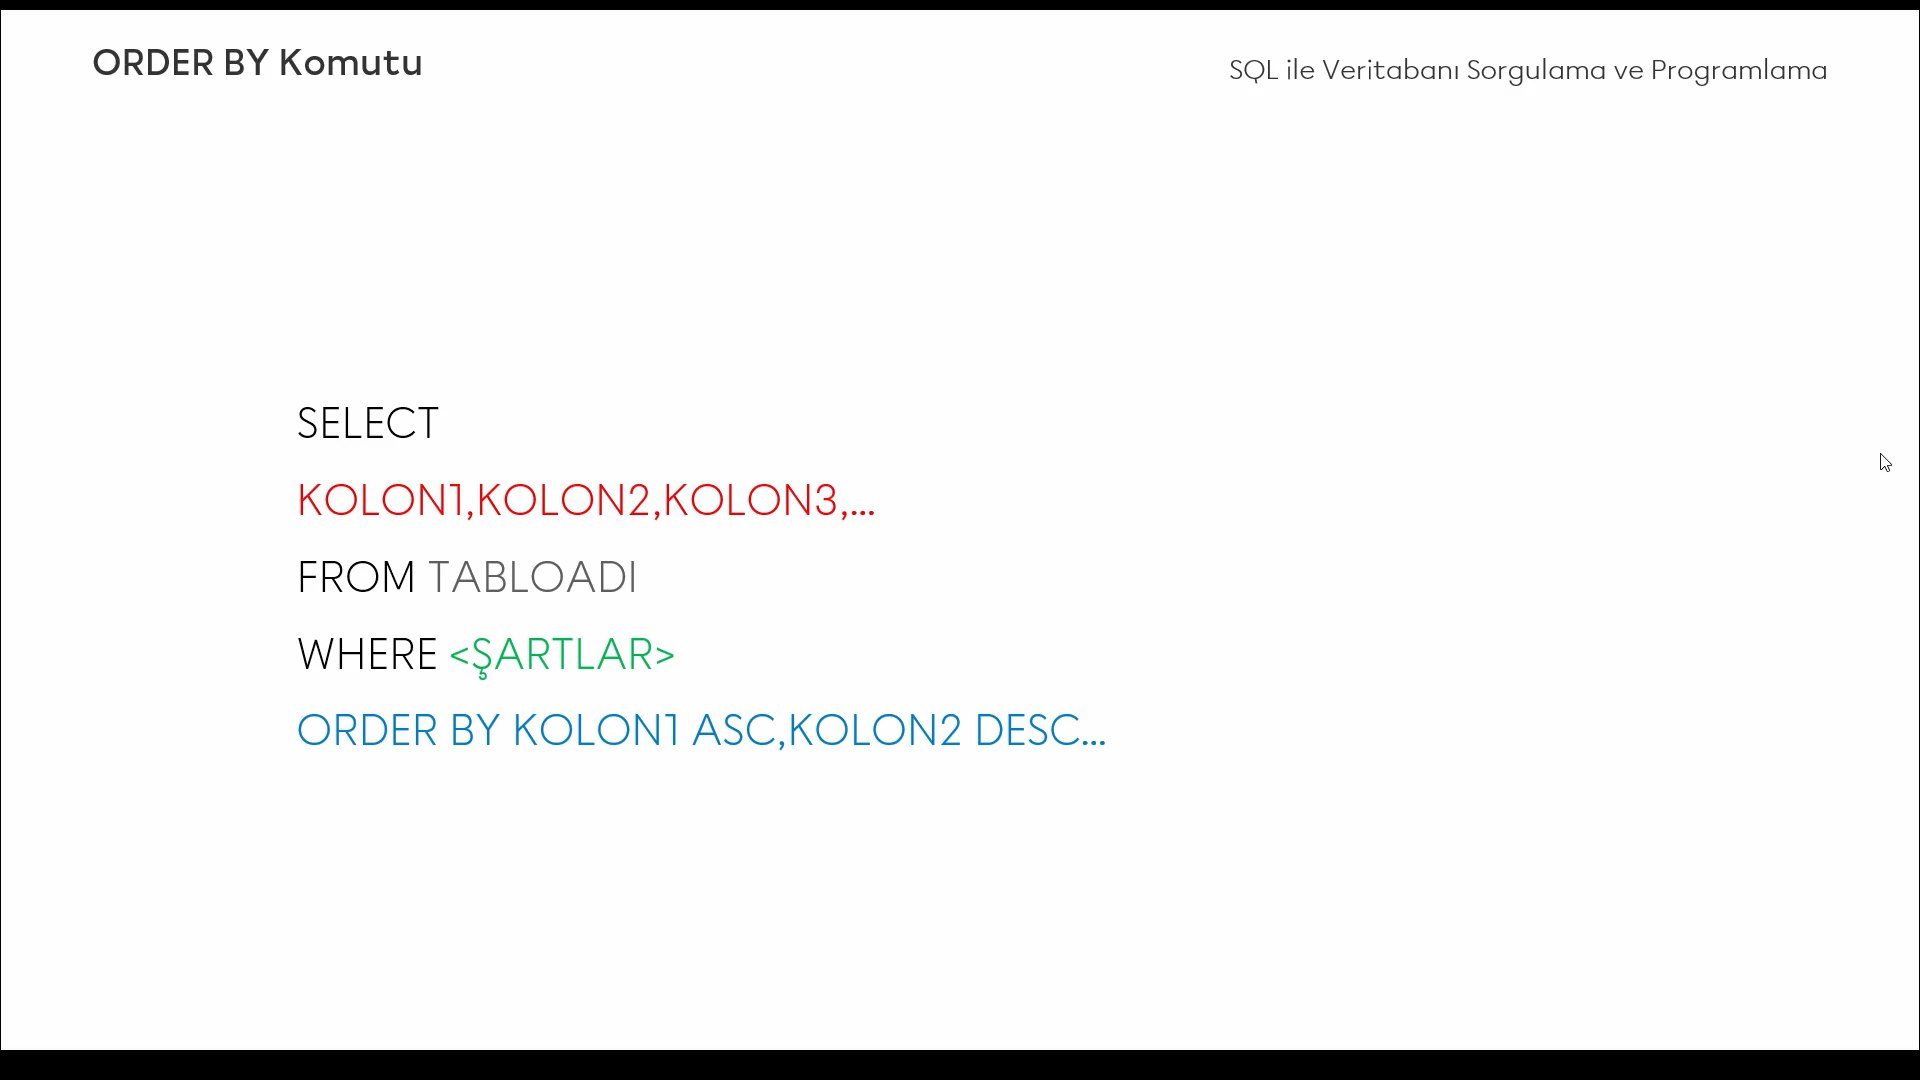 ORDER BY Komutu
SQL ile Veritabanı Sorgulama ve Programlama
SELECT
KOLON1,KOLON2,KOLON3,...
FROM TABLOADI
WHERE <ŞARTLAR>
ORDER BY KOLON1 ASC,KOLON2 DESC...